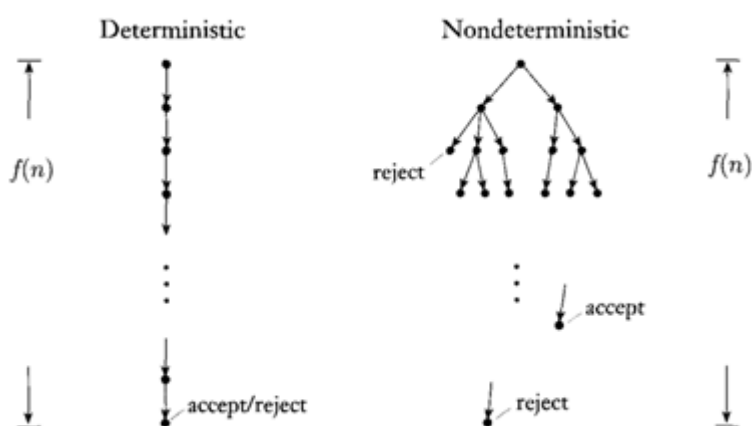 Deterministic
Nondeterministic
f(n)
reject
f(n)
accept
accept/reject
reject